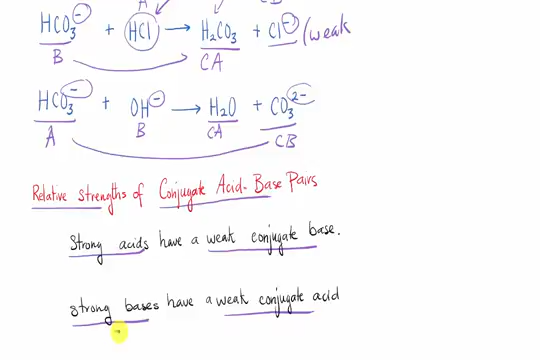 A CB
HCO₃⁻ + HCl → H₂CO₃ + Cl⁻ (weak
B CA
HCO₃⁻ + OH⁻ → H₂O + CO₃²⁻
A B CA CB
Relative strengths of Conjugate Acid-Base Pairs
Strong acids have a weak conjugate base.
strong bases have a weak conjugate acid